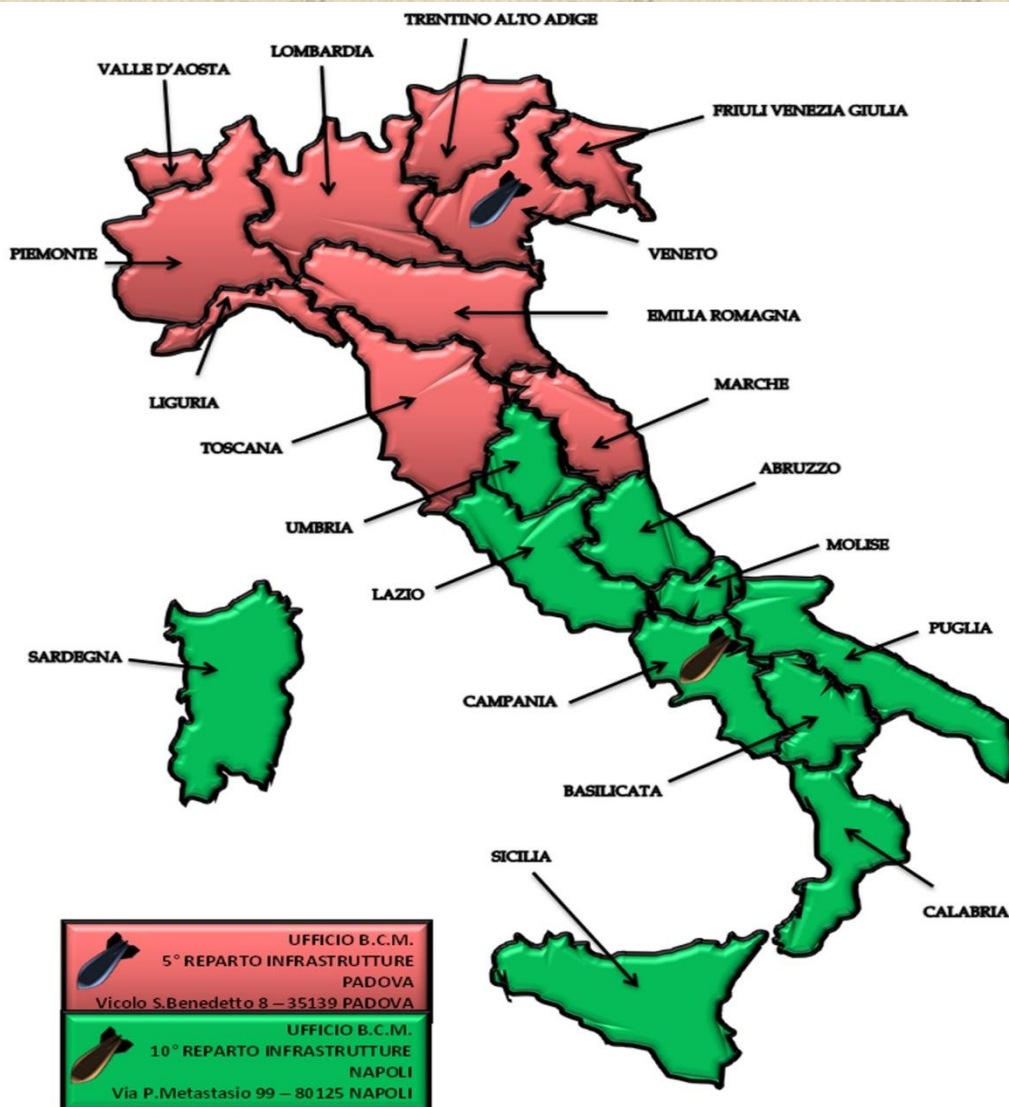 TRENTINO ALTO ADIGE
LOMBARDIA
VALLE D'AOSTA
FRIULI VENEZIA GIULIA
PIEMONTE
VENETO
EMILIA ROMAGNA
LIGURIA
MARCHE
TOSCANA
ABRUZZO
UMBRIA
MOLISE
LAZIO
PUGLIA
SARDEGNA
CAMPANIA
BASILICATA
SICILIA
CALABRIA
UFFICIO B.C.M.
5° REPARTO INFRASTRUTTURE
PADOVA
Vicolo S.Benedetto 8 – 35139 PADOVA
UFFICIO B.C.M.
10° REPARTO INFRASTRUTTURE
NAPOLI
Via P.Metastasio 99 – 80125 NAPOLI